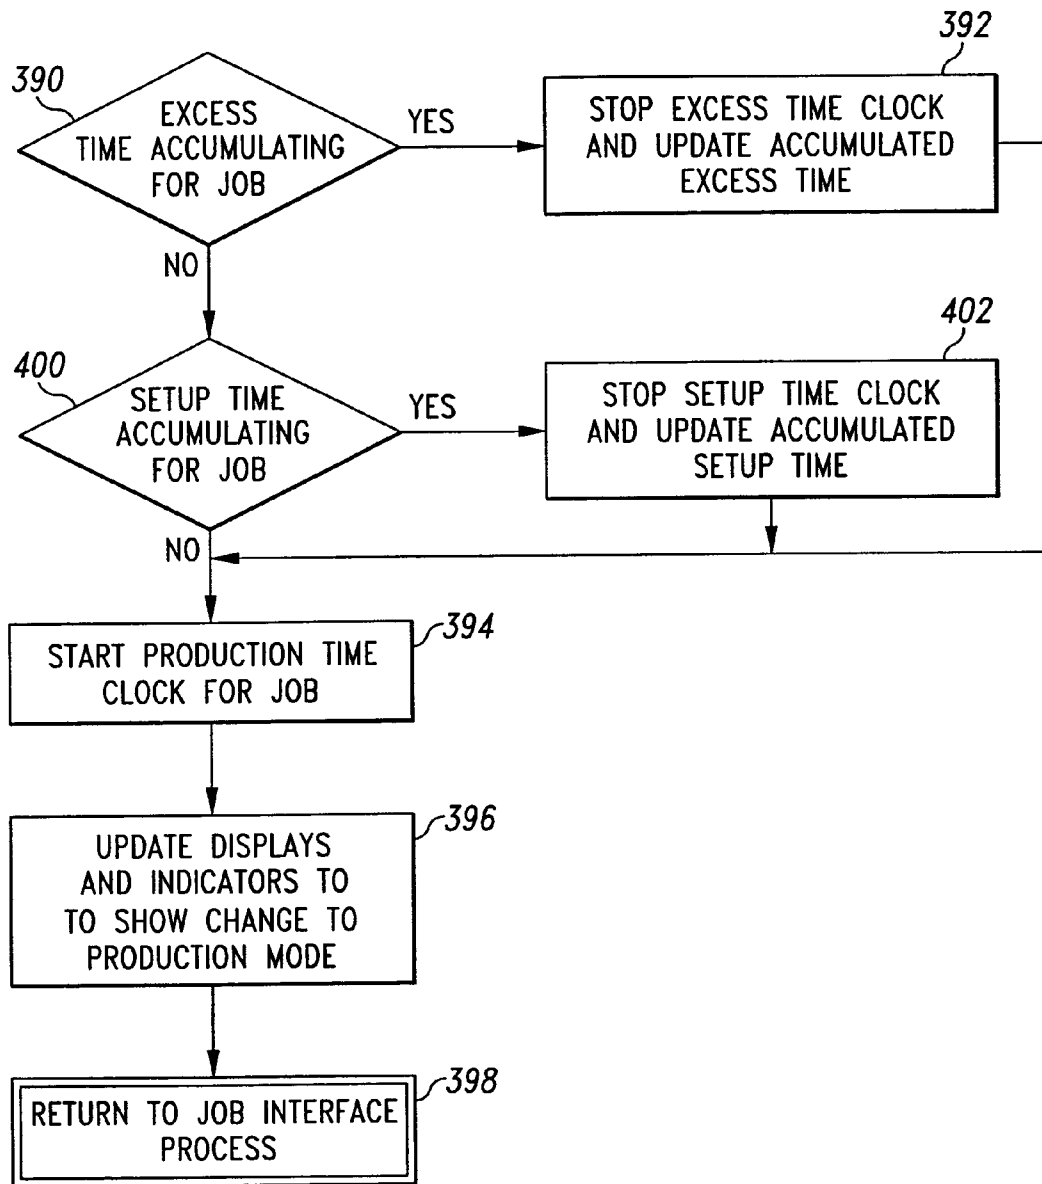 390
EXCESS
TIME ACCUMULATING
FOR JOB
YES
392
STOP EXCESS TIME CLOCK
AND UPDATE ACCUMULATED
EXCESS TIME
NO
400
SETUP TIME
ACCUMULATING
FOR JOB
YES
402
STOP SETUP TIME CLOCK
AND UPDATE ACCUMULATED
SETUP TIME
NO
394
START PRODUCTION TIME
CLOCK FOR JOB
396
UPDATE DISPLAYS
AND INDICATORS TO
TO SHOW CHANGE TO
PRODUCTION MODE
398
RETURN TO JOB INTERFACE
PROCESS